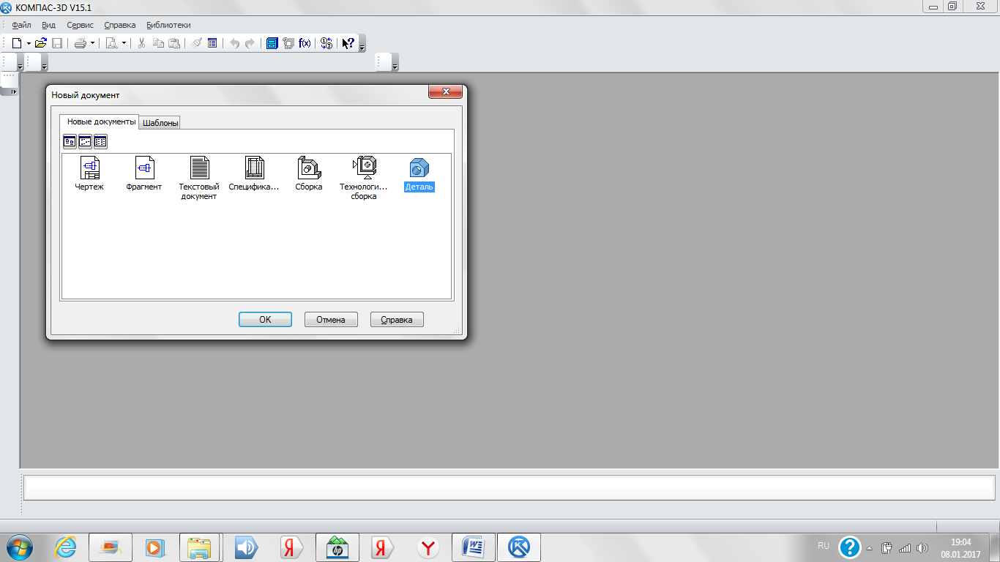 КОМПАС-3D V15.1
Файл Вид Сервис Справка Библиотеки
f(x)
Новый документ
Новые документы Шаблоны
Чертеж Фрагмент Текстовый документ Специфика... Сборка Технологи... сборка Деталь
OK Отмена Справка
RU
19:04
08.01.2017